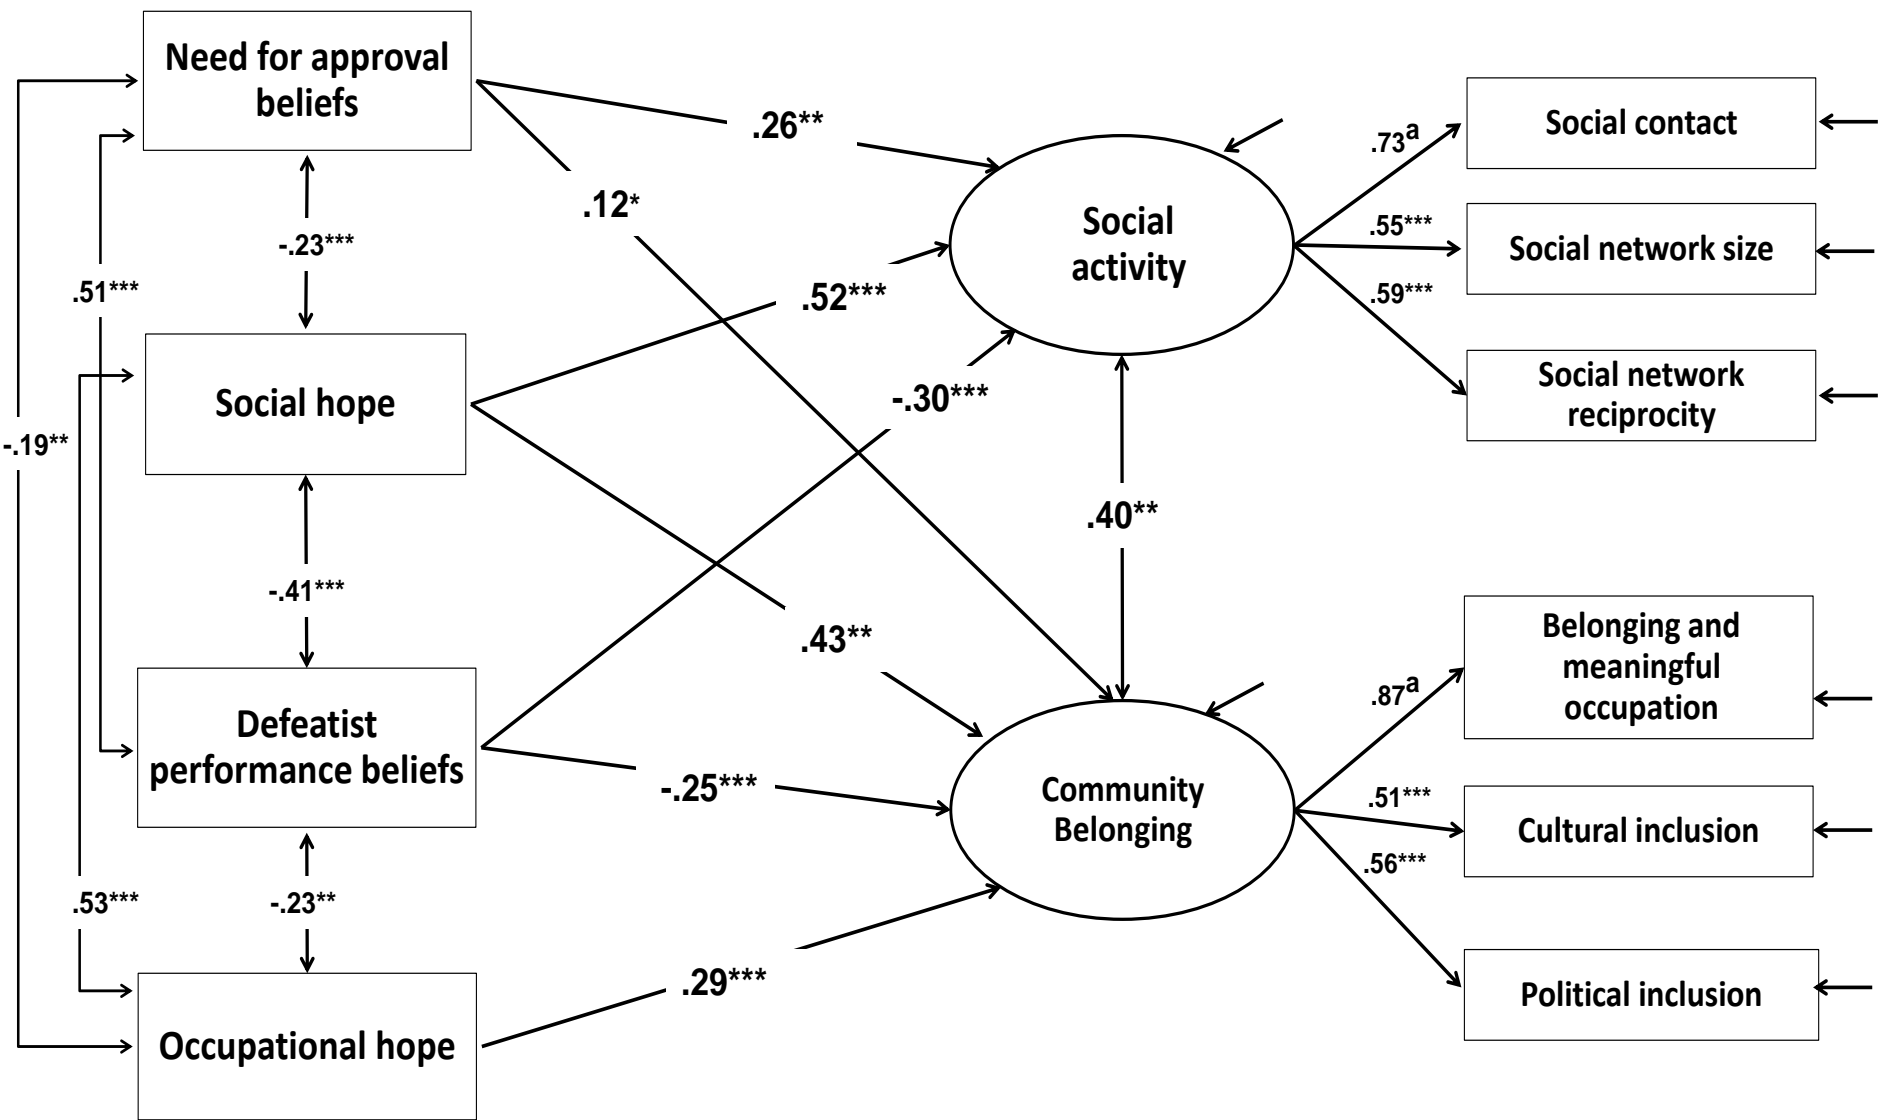 Need for approval
beliefs
.26**
.73ᵃ
Social contact
.12*
Social
activity
.55***
Social network size
-.23***
.51***
.52***
.59***
Social hope
-.30***
Social network
reciprocity
-.19**
.40**
-.41***
.43**
Belonging and
meaningful
occupation
.87ᵃ
Defeatist
performance beliefs
-.25***
Community
Belonging
.51***
Cultural inclusion
.56***
.53***
-.23**
.29***
Political inclusion
Occupational hope